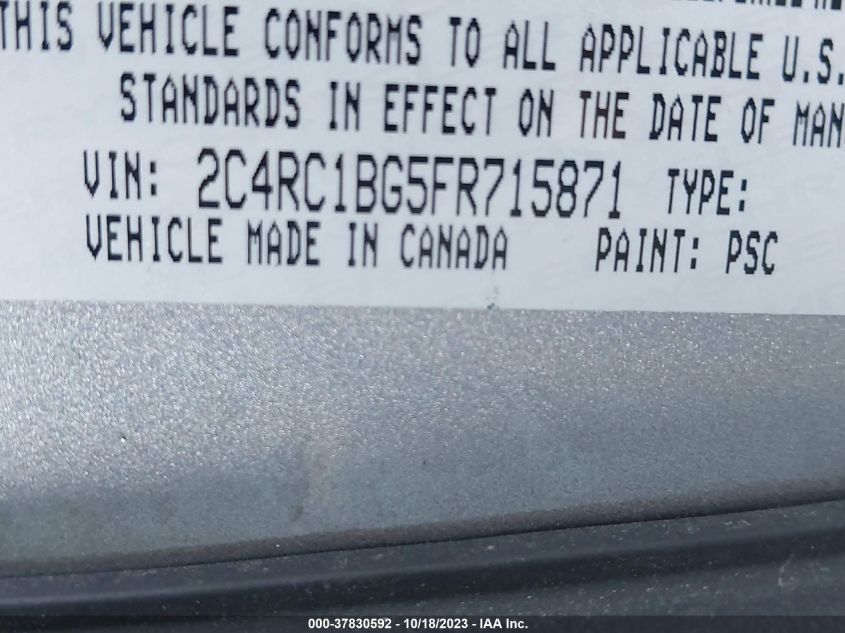 THIS VEHICLE CONFORMS TO ALL APPLICABLE U.S.
STANDARDS IN EFFECT ON THE DATE OF MAN
VIN: 2C4RC1BG5FR715871 TYPE:
VEHICLE MADE IN CANADA PAINT: PSC
000-37830592 - 10/18/2023 - IAA Inc.